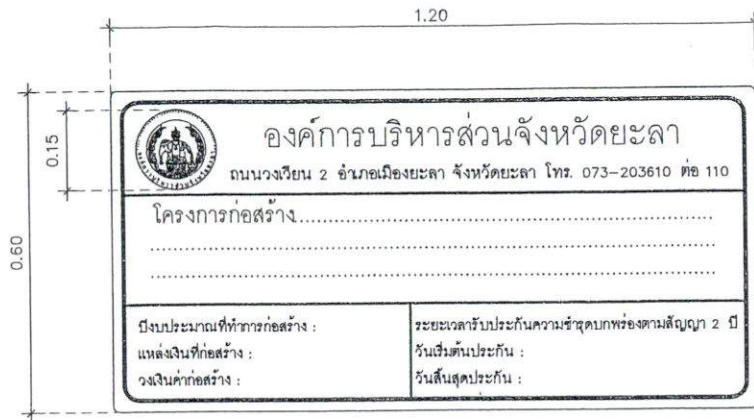 1.20
0.15
0.60
องค์การบริหารส่วนจังหวัดยะลา
ถนนวงเวียน 2 อำเภอเมืองยะลา จังหวัดยะลา โทร. 073-203610 ต่อ 110
โครงการก่อสร้าง..........
ปีงบประมาณที่ทำการก่อสร้าง :
แหล่งเงินที่ก่อสร้าง :
วงเงินค่าก่อสร้าง :
ระยะเวลารับประกันความชำรุดบกพร่องตามสัญญา 2 ปี
วันเริ่มต้นประกัน :
วันสิ้นสุดประกัน :